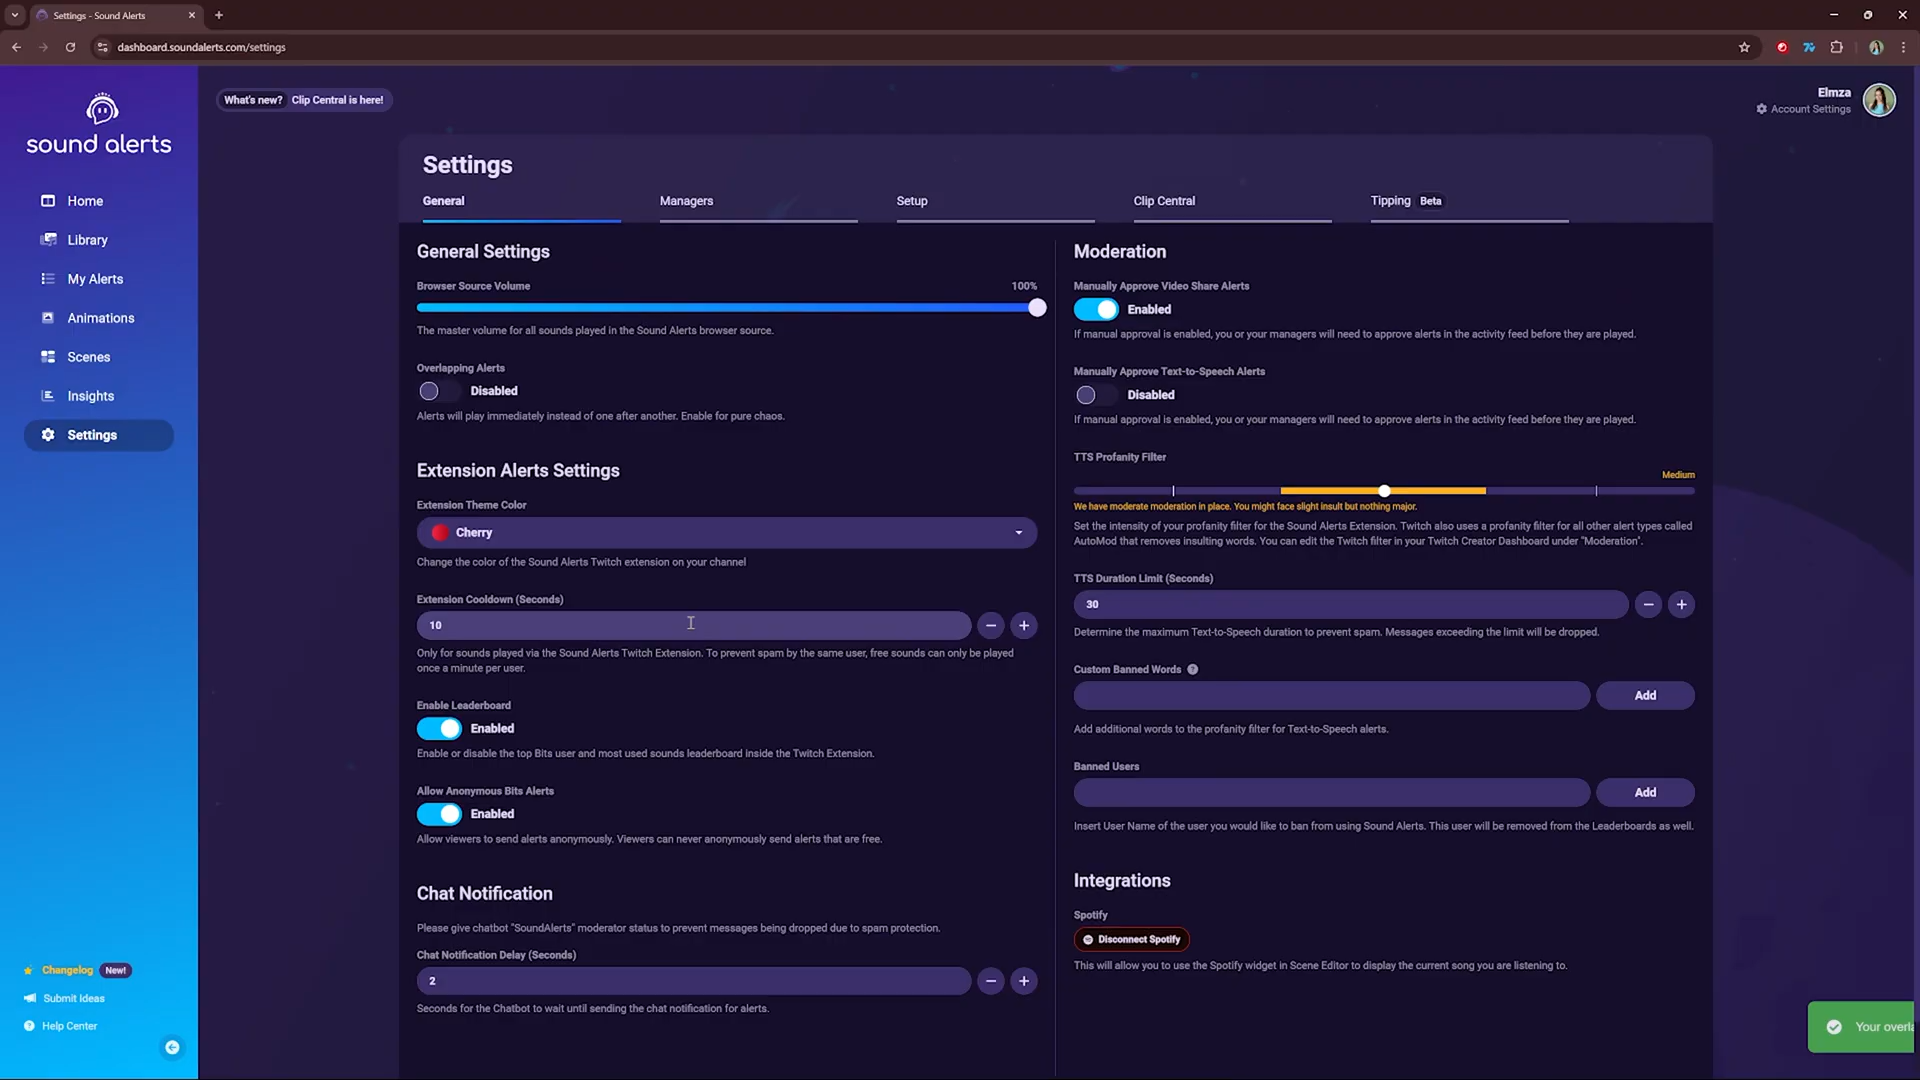 Settings - Sound Alerts
dashboard.soundalerts.com/settings
sound alerts
Home
Library
My Alerts
Animations
Scenes
Insights
Settings
Changelog New!
Submit Ideas
Help Center
What's new? Clip Central is here!
Elmza
Account Settings
Settings
General
Managers
Setup
Clip Central
Tipping Beta
General Settings
Browser Source Volume
100%
The master volume for all sounds played in the Sound Alerts browser source.
Overlapping Alerts
Disabled
Alerts will play immediately instead of one after another. Enable for pure chaos.
Extension Alerts Settings
Extension Theme Color
Cherry
Change the color of the Sound Alerts Twitch extension on your channel
Extension Cooldown (Seconds)
10
Only for sounds played via the Sound Alerts Twitch Extension. To prevent spam by the same user, free sounds can only be played
once a minute per user.
Enable Leaderboard
Enabled
Enable or disable the top Bits user and most used sounds leaderboard inside the Twitch Extension.
Allow Anonymous Bits Alerts
Enabled
Allow viewers to send alerts anonymously. Viewers can never anonymously send alerts that are free.
Chat Notification
Please give chatbot "SoundAlerts" moderator status to prevent messages being dropped due to spam protection.
Chat Notification Delay (Seconds)
2
Seconds for the Chatbot to wait until sending the chat notification for alerts.
Moderation
Manually Approve Video Share Alerts
Enabled
If manual approval is enabled, you or your managers will need to approve alerts in the activity feed before they are played.
Manually Approve Text-to-Speech Alerts
Disabled
If manual approval is enabled, you or your managers will need to approve alerts in the activity feed before they are played.
TTS Profanity Filter
Medium
We have moderate moderation in place. You might face slight insult but nothing major.
Set the intensity of your profanity filter for the Sound Alerts Extension. Twitch also uses a profanity filter for all other alert types called
AutoMod that removes insulting words. You can edit the Twitch filter in your Twitch Creator Dashboard under "Moderation".
TTS Duration Limit (Seconds)
30
Determine the maximum Text-to-Speech duration to prevent spam. Messages exceeding the limit will be dropped.
Custom Banned Words
Add
Add additional words to the profanity filter for Text-to-Speech alerts.
Banned Users
Add
Insert User Name of the user you would like to ban from using Sound Alerts. This user will be removed from the Leaderboards as well.
Integrations
Spotify
Disconnect Spotify
This will allow you to use the Spotify widget in Scene Editor to display the current song you are listening to.
Your overla